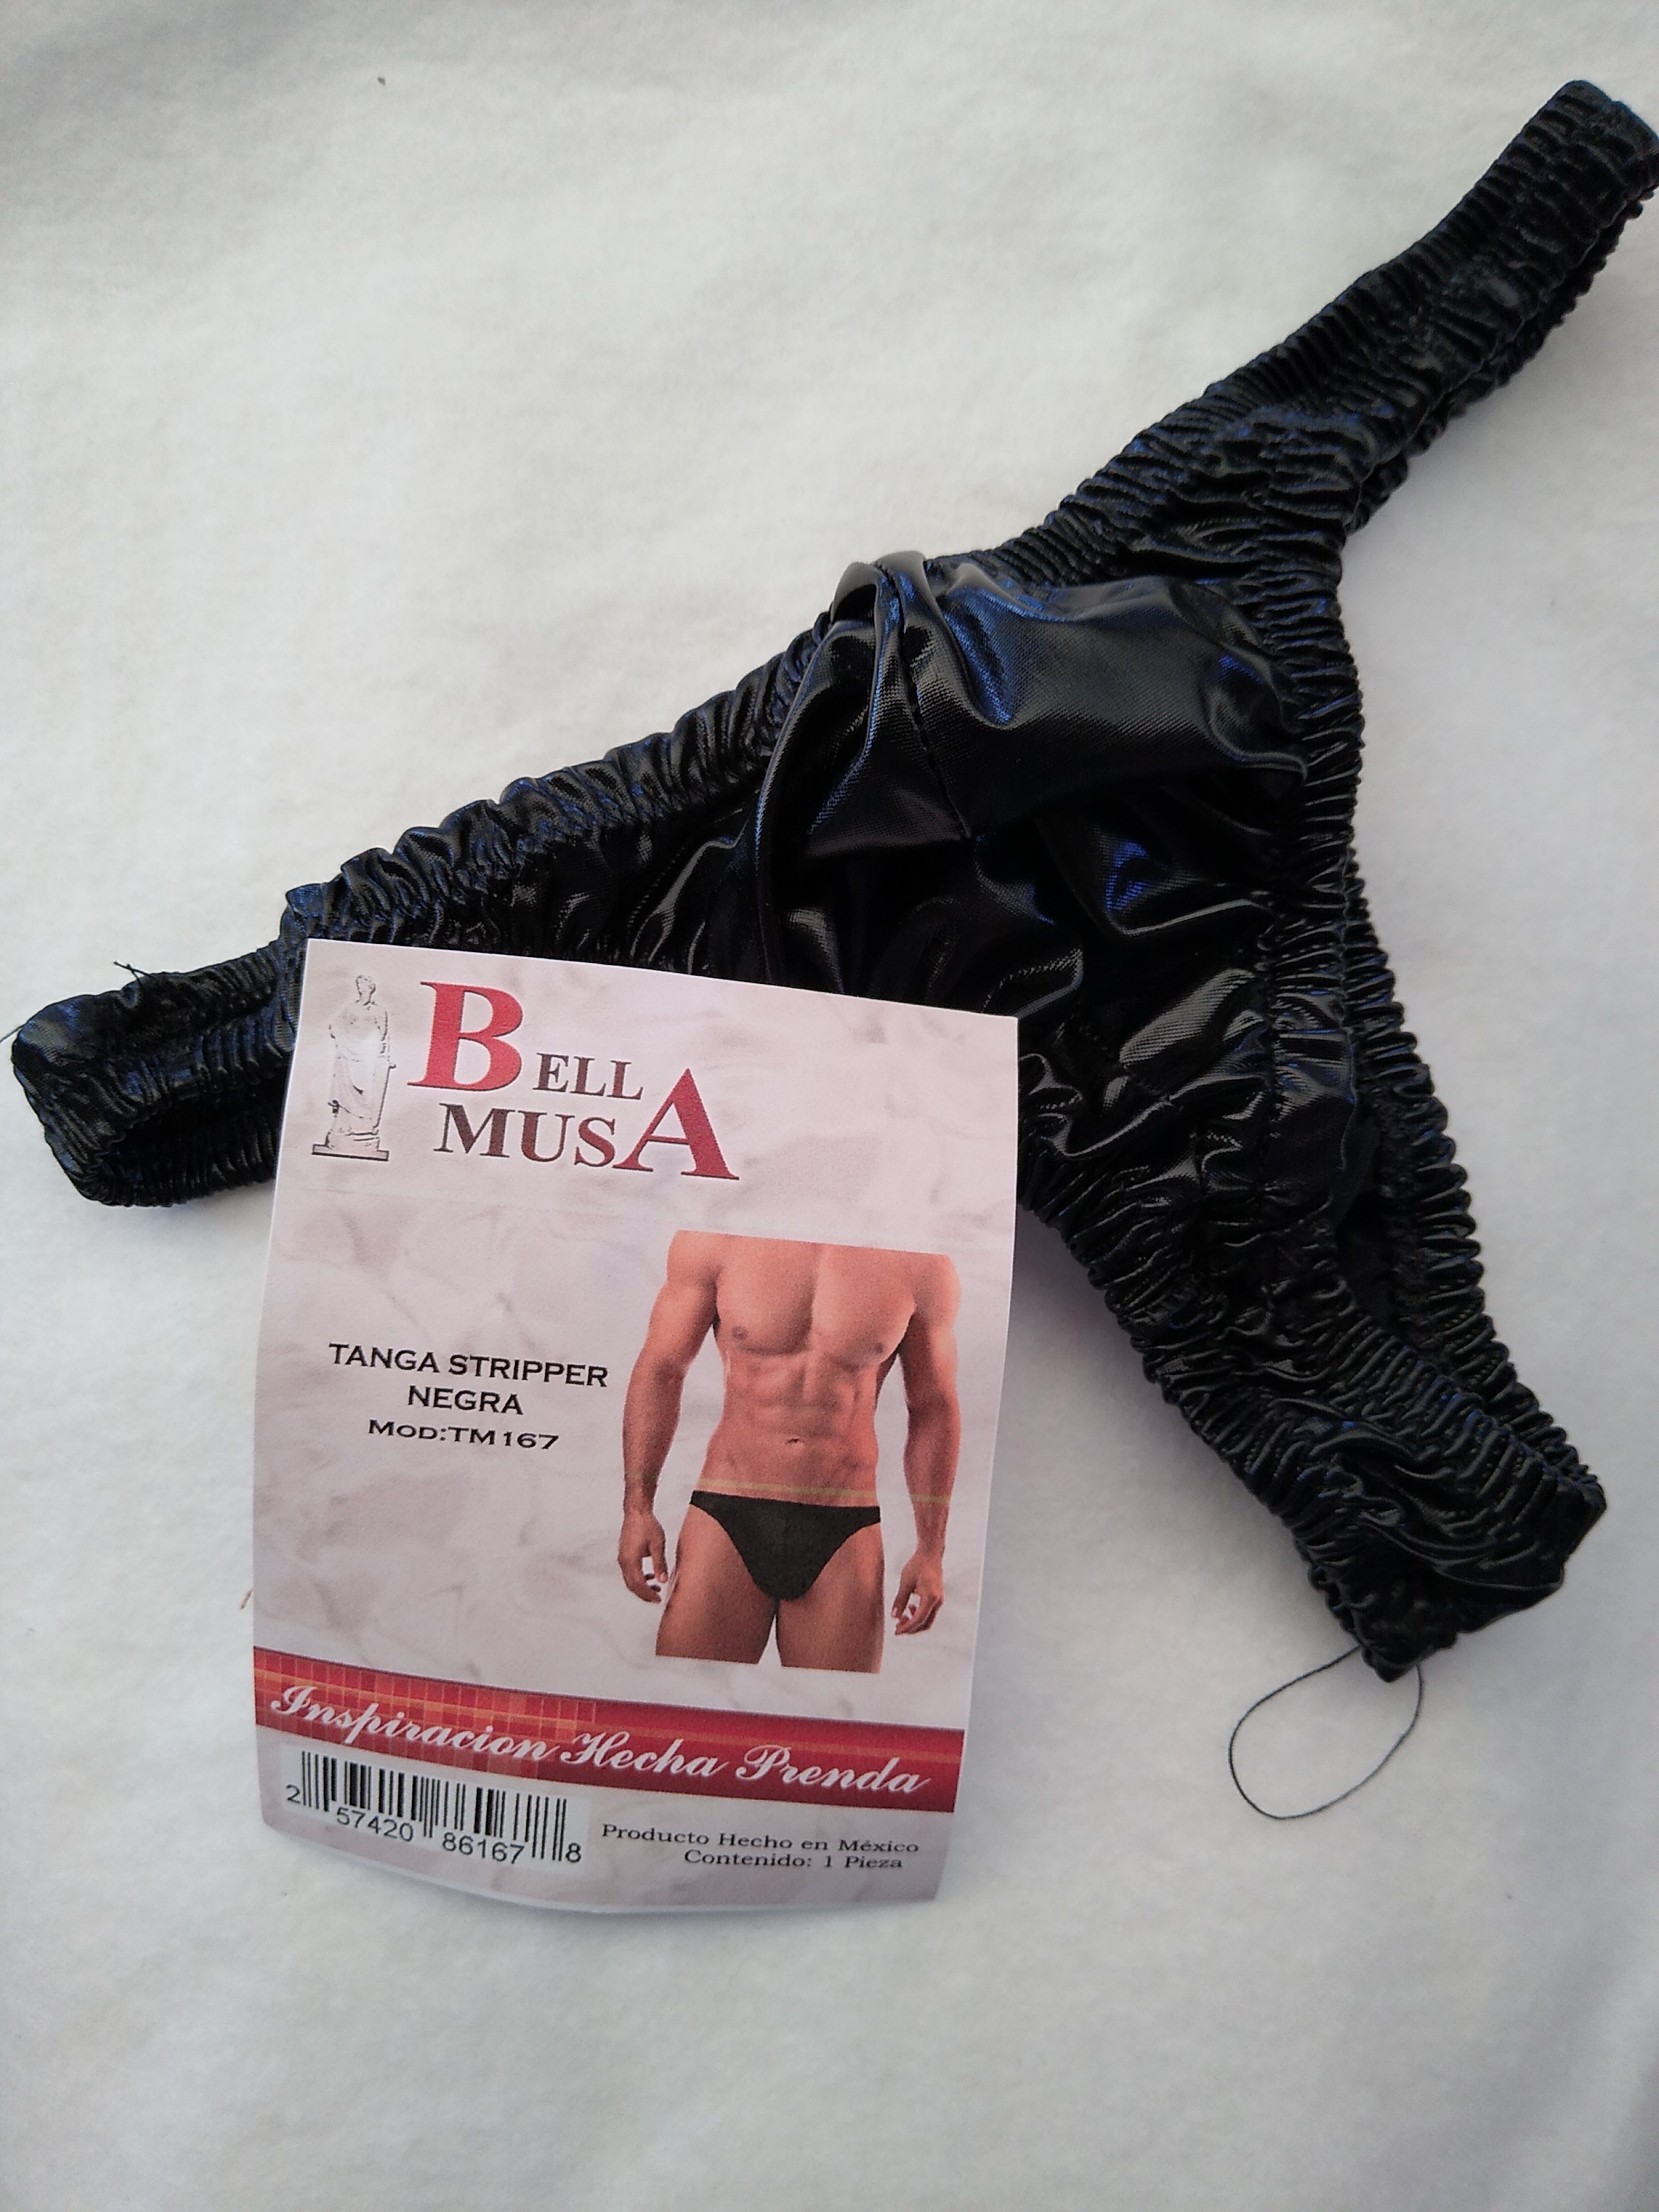 BELL
MUSA
TANGA STRIPPER
NEGRA
MOD:TM167
Inspiracion Hecha Prenda
2 57420 86167 8
Producto Hecho en México
Contenido: 1 Pieza